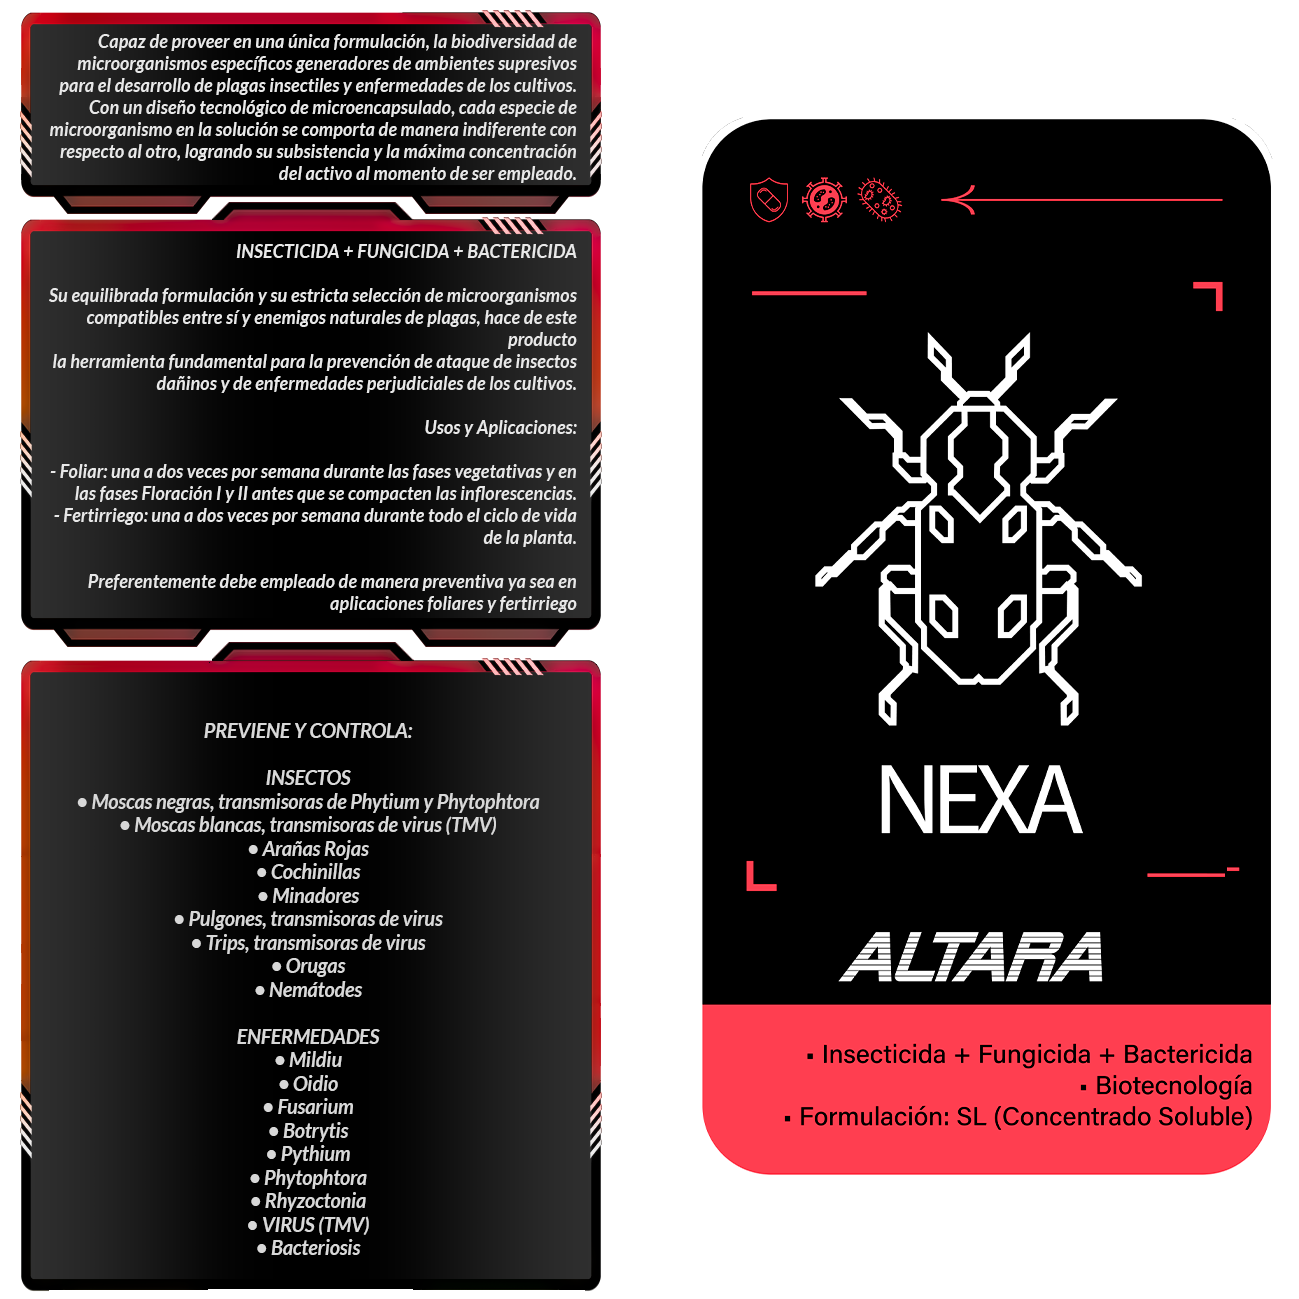 Capaz de proveer en una única formulación, la biodiversidad de
microorganismos específicos generadores de ambientes supresivos
para el desarrollo de plagas insectiles y enfermedades de los cultivos.
Con un diseño tecnológico de microencapsulado, cada especie de
microorganismo en la solución se comporta de manera indiferente con
respecto al otro, logrando su subsistencia y la máxima concentración
del activo al momento de ser empleado.
INSECTICIDA + FUNGICIDA + BACTERICIDA
Su equilibrada formulación y su estricta selección de microorganismos
compatibles entre sí y enemigos naturales de plagas, hace de este
producto
la herramienta fundamental para la prevención de ataque de insectos
dañinos y de enfermedades perjudiciales de los cultivos.
Usos y Aplicaciones:
- Foliar: una a dos veces por semana durante las fases vegetativas y en
las fases Floración I y II antes que se compacten las inflorescencias.
- Fertirriego: una a dos veces por semana durante todo el ciclo de vida
de la planta.
Preferentemente debe empleado de manera preventiva ya sea en
aplicaciones foliares y fertirriego
PREVIENE Y CONTROLA:
INSECTOS
● Moscas negras, transmisoras de Phytium y Phytophtora
● Moscas blancas, transmisoras de virus (TMV)
● Arañas Rojas
● Cochinillas
● Minadores
● Pulgones, transmisoras de virus
● Trips, transmisoras de virus
● Orugas
● Nemátodes
ENFERMEDADES
● Mildiu
● Oidio
● Fusarium
● Botrytis
● Pythium
● Phytophtora
● Rhyzoctonia
● VIRUS (TMV)
● Bacteriosis
NEXA
ALTARA
▪ Insecticida + Fungicida + Bactericida
▪ Biotecnología
▪ Formulación: SL (Concentrado Soluble)